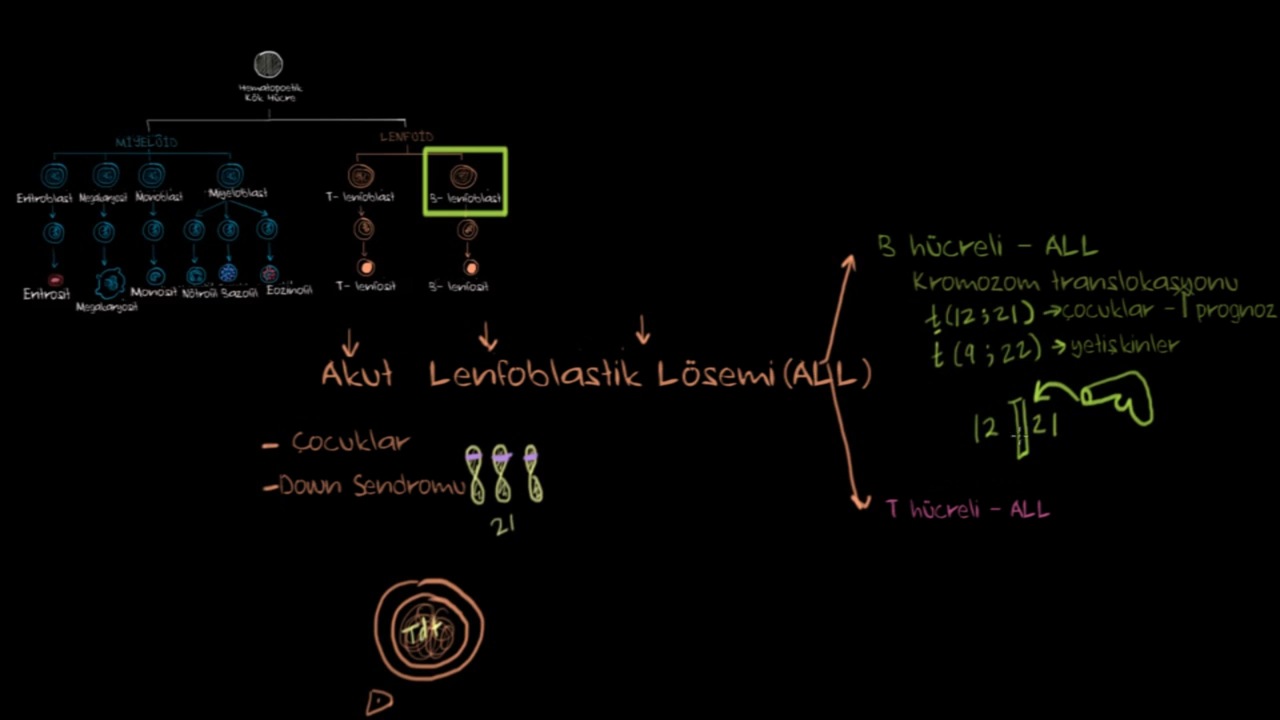 Hematopoetik
Kök Hücre
MİYELOİD
LENFOİD
Eritroblast
Megakaryosit
Monoblast
Myeloblast
T- lenfoblast
B- lenfoblast
Eritrosit
Megakaryosit
Monosit
Nötrofil
Bazofil
Eozinofil
T- lenfosit
B- lenfosit
B hücreli - ALL
Kromozom translokasyonu
t(12;21) →çocuklar -↑ prognoz
t(9;22) →yetişkinler
Akut Lenfoblastik Lösemi (ALL)
12 21
- Çocuklar
-Down Sendromu
21
T hücreli - ALL
Tdt